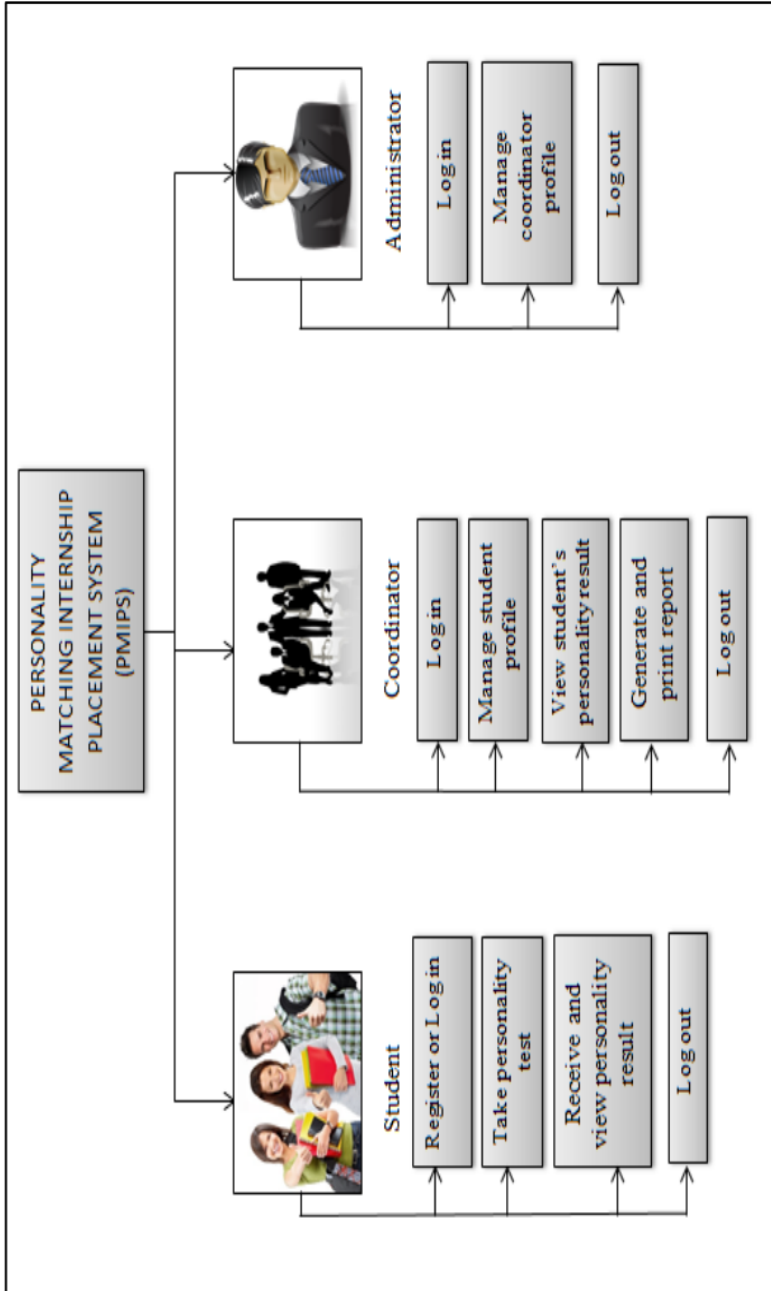 PERSONALITY
MATCHING INTERNSHIP
PLACEMENT SYSTEM
(PMIPS)
Student
Register or Login
Take personality
test
Receive and
view personality
result
Log out
Coordinator
Log in
Manage student
profile
View student's
personality result
Generate and
print report
Log out
Administrator
Log in
Manage
coordinator
profile
Log out